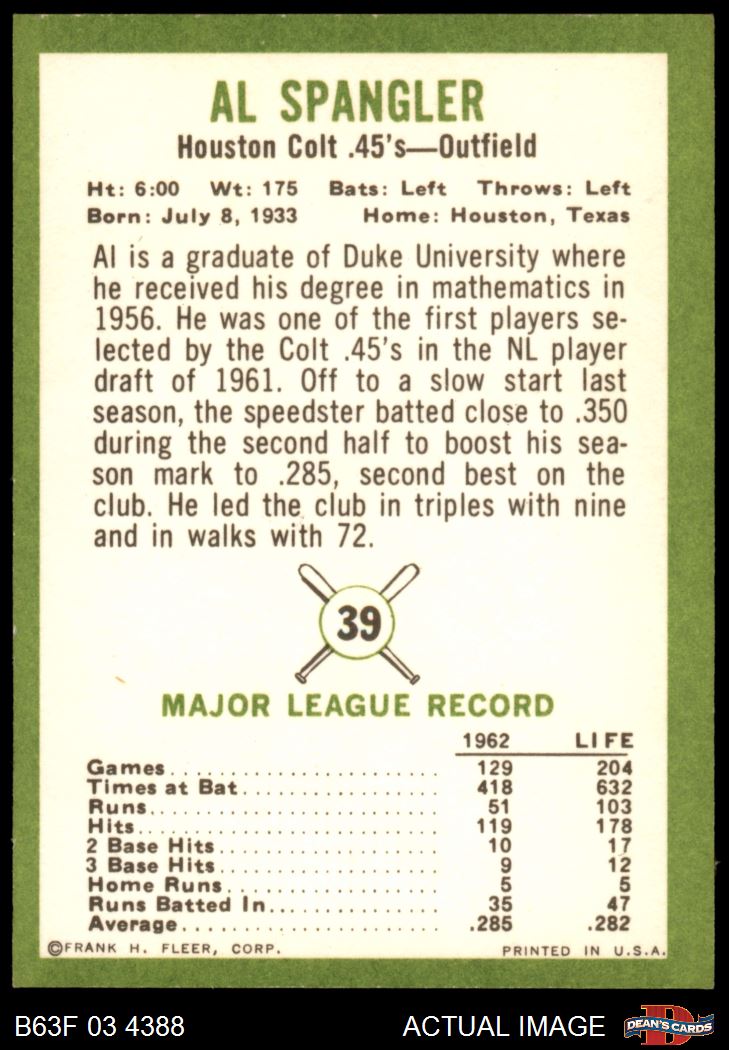 AL SPANGLER
Houston Colt .45's—Outfield
Ht: 6:00 Wt: 175 Bats: Left Throws: Left
Born: July 8, 1933 Home: Houston, Texas
Al is a graduate of Duke University where
he received his degree in mathematics in
1956. He was one of the first players se-
lected by the Colt .45's in the NL player
draft of 1961. Off to a slow start last
season, the speedster batted close to .350
during the second half to boost his sea-
son mark to .285, second best on the
club. He led the club in triples with nine
and in walks with 72.
39
MAJOR LEAGUE RECORD
1962 LIFE
Games 129 204
Times at Bat 418 632
Runs 51 103
Hits 119 178
2 Base Hits 10 17
3 Base Hits 9 12
Home Runs 5 5
Runs Batted In 35 47
Average .285 .282
©FRANK H. FLEER, CORP. PRINTED IN U.S.A.
B63F 03 4388 ACTUAL IMAGE D DEAN'S CARDS